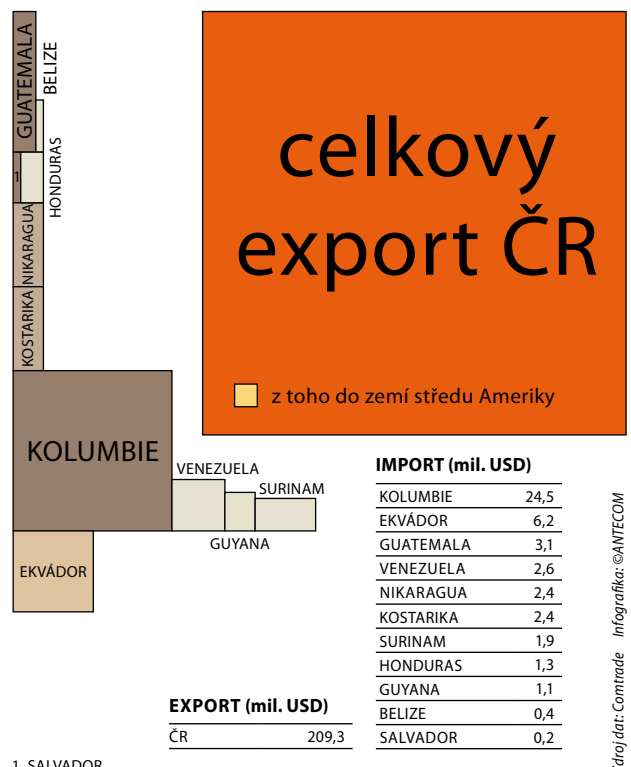 GUATEMALA
BELIZE
1
HONDURAS
NIKARAGUA
KOSTARIKA
KOLUMBIE
VENEZUELA
SURINAM
GUYANA
EKVÁDOR
celkový
export ČR
z toho do zemí středu Ameriky
IMPORT (mil. USD)
KOLUMBIE 24,5
EKVÁDOR 6,2
GUATEMALA 3,1
VENEZUELA 2,6
NIKARAGUA 2,4
KOSTARIKA 2,4
SURINAM 1,9
HONDURAS 1,3
GUYANA 1,1
BELIZE 0,4
SALVADOR 0,2
EXPORT (mil. USD)
ČR 209,3
1 SALVADOR
droj dat: Comtrade Infografika: ©ANTECOM